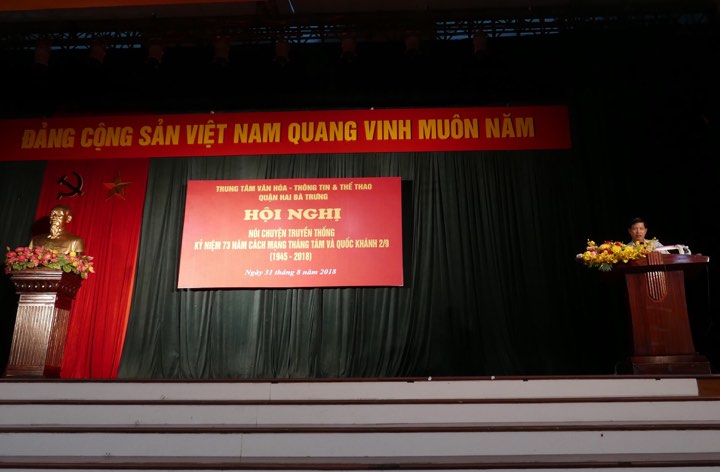 ĐẢNG CỘNG SẢN VIỆT NAM QUANG VINH MUÔN NĂM
TRUNG TÂM VĂN HÓA - THÔNG TIN & THỂ THAO
QUẬN HAI BÀ TRƯNG
HỘI NGHỊ
NÓI CHUYỆN TRUYỀN THỐNG
KỶ NIỆM 73 NĂM CÁCH MẠNG THÁNG TÁM VÀ QUỐC KHÁNH 2/9
(1945 - 2018)
Ngày 31 tháng 8 năm 2018